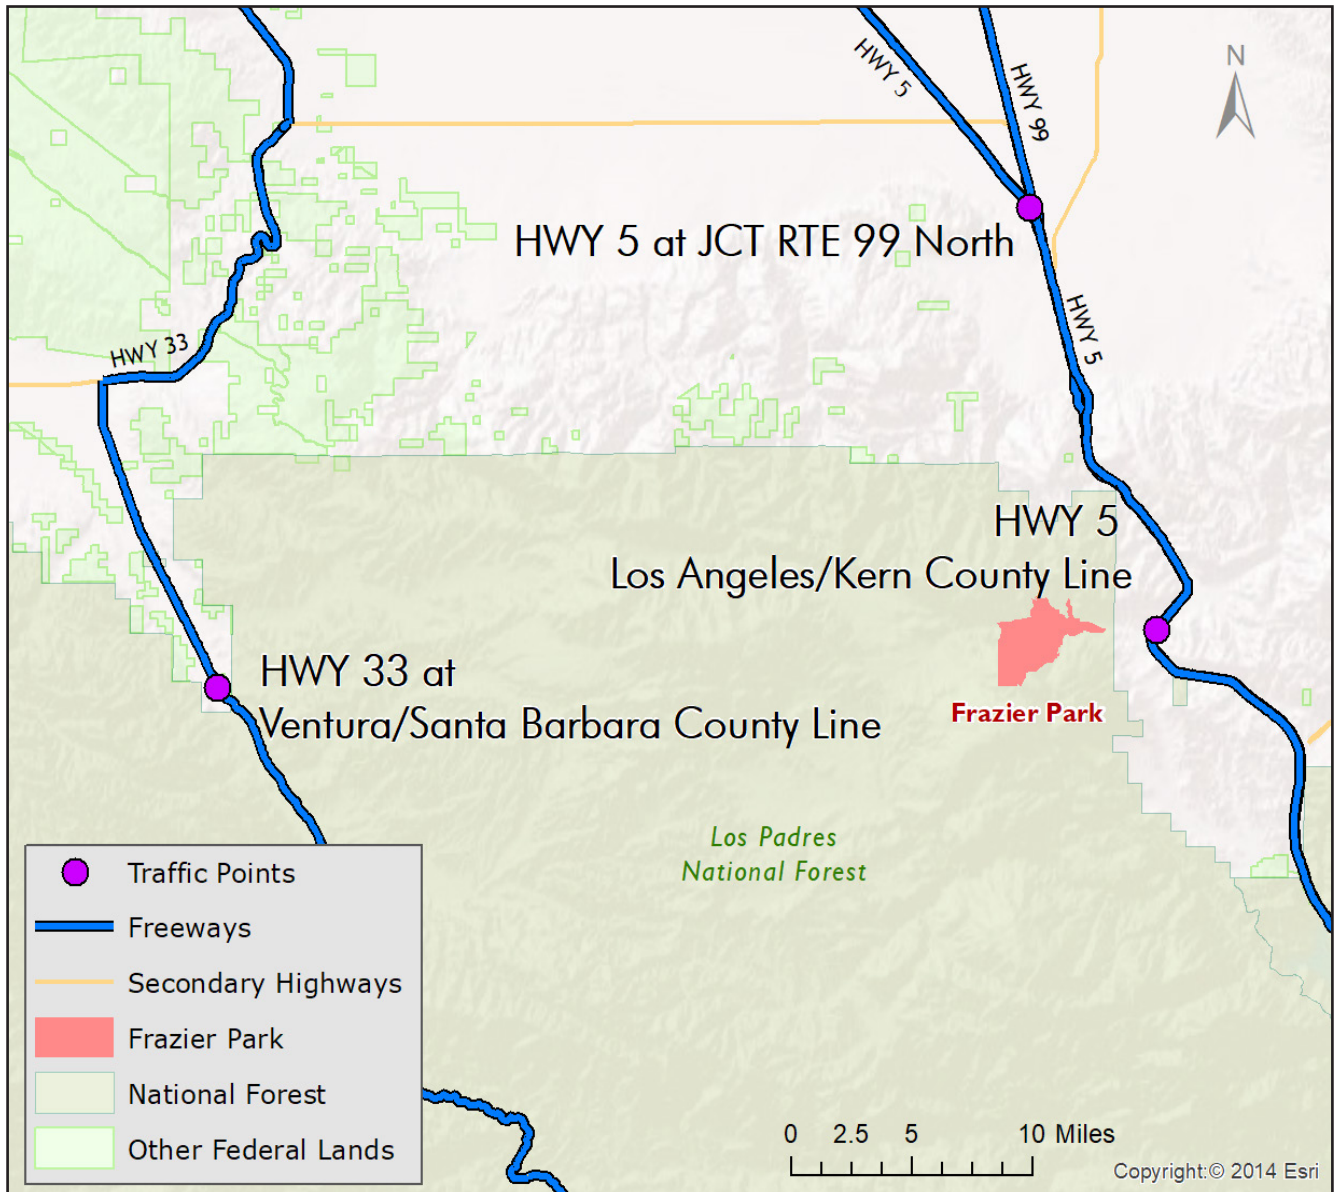 N
HWY 5
HWY 99
HWY 5 at JCT RTE 99 North
HWY 5
HWY 33
HWY 5
Los Angeles/Kern County Line
HWY 33 at
Ventura/Santa Barbara County Line
Frazier Park
Los Padres
National Forest
Traffic Points
Freeways
Secondary Highways
Frazier Park
National Forest
Other Federal Lands
0 2.5 5 10 Miles
Copyright:© 2014 Esri